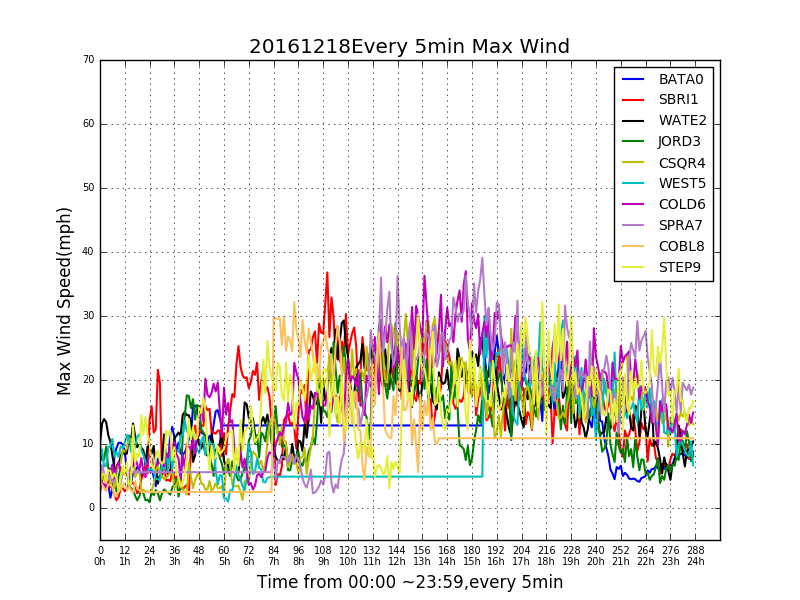 20161218Every 5min Max Wind
Max Wind Speed(mph)
70
60
50
40
30
20
10
0
BATA0
SBRI1
WATE2
JORD3
CSQR4
WEST5
COLD6
SPRA7
COBL8
STEP9
0 12 24 36 48 60 72 84 96 108 120 132 144 156 168 180 192 204 216 228 240 252 264 276 288
0h 1h 2h 3h 4h 5h 6h 7h 8h 9h 10h 11h 12h 13h 14h 15h 16h 17h 18h 19h 20h 21h 22h 23h 24h
Time from 00:00 ~23:59,every 5min